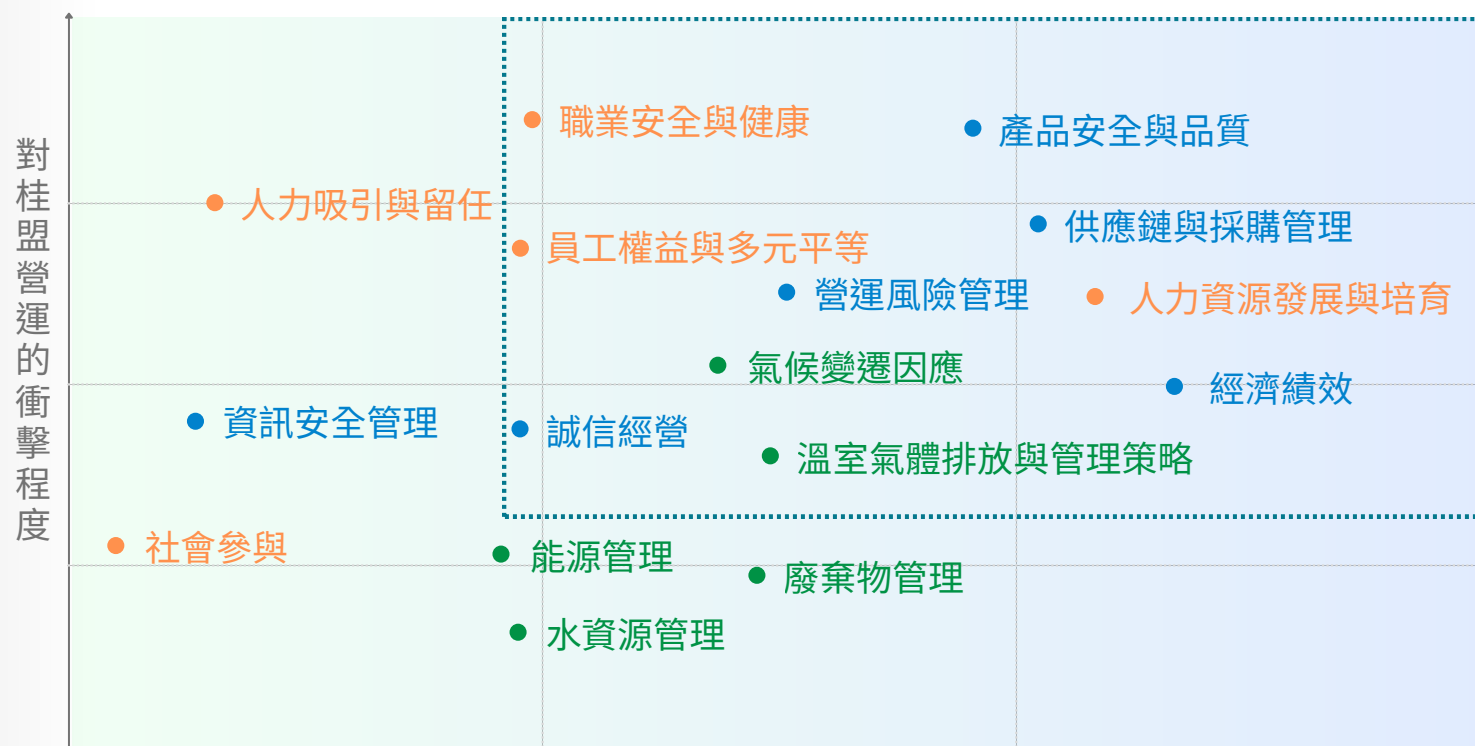 對桂盟營運的衝擊程度
職業安全與健康
產品安全與品質
人力吸引與留任
供應鏈與採購管理
員工權益與多元平等
營運風險管理
人力資源發展與培育
氣候變遷因應
經濟績效
資訊安全管理
誠信經營
溫室氣體排放與管理策略
社會參與
能源管理
廢棄物管理
水資源管理